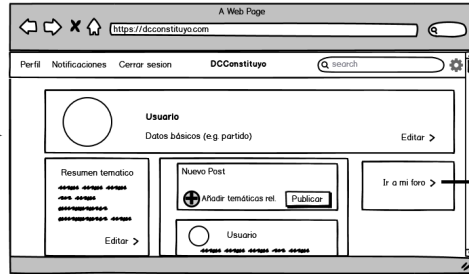 A Web Page
https://dcconstituyo.com
Perfil Notificaciones Cerrar sesion DCConstituyo search
Usuario
Datos básicos (e.g. partido) Editar >
Resumen tematico
Editar >
Nuevo Post
Añadir temáticas rel. Publicar
Usuario
Ir a mi foro >